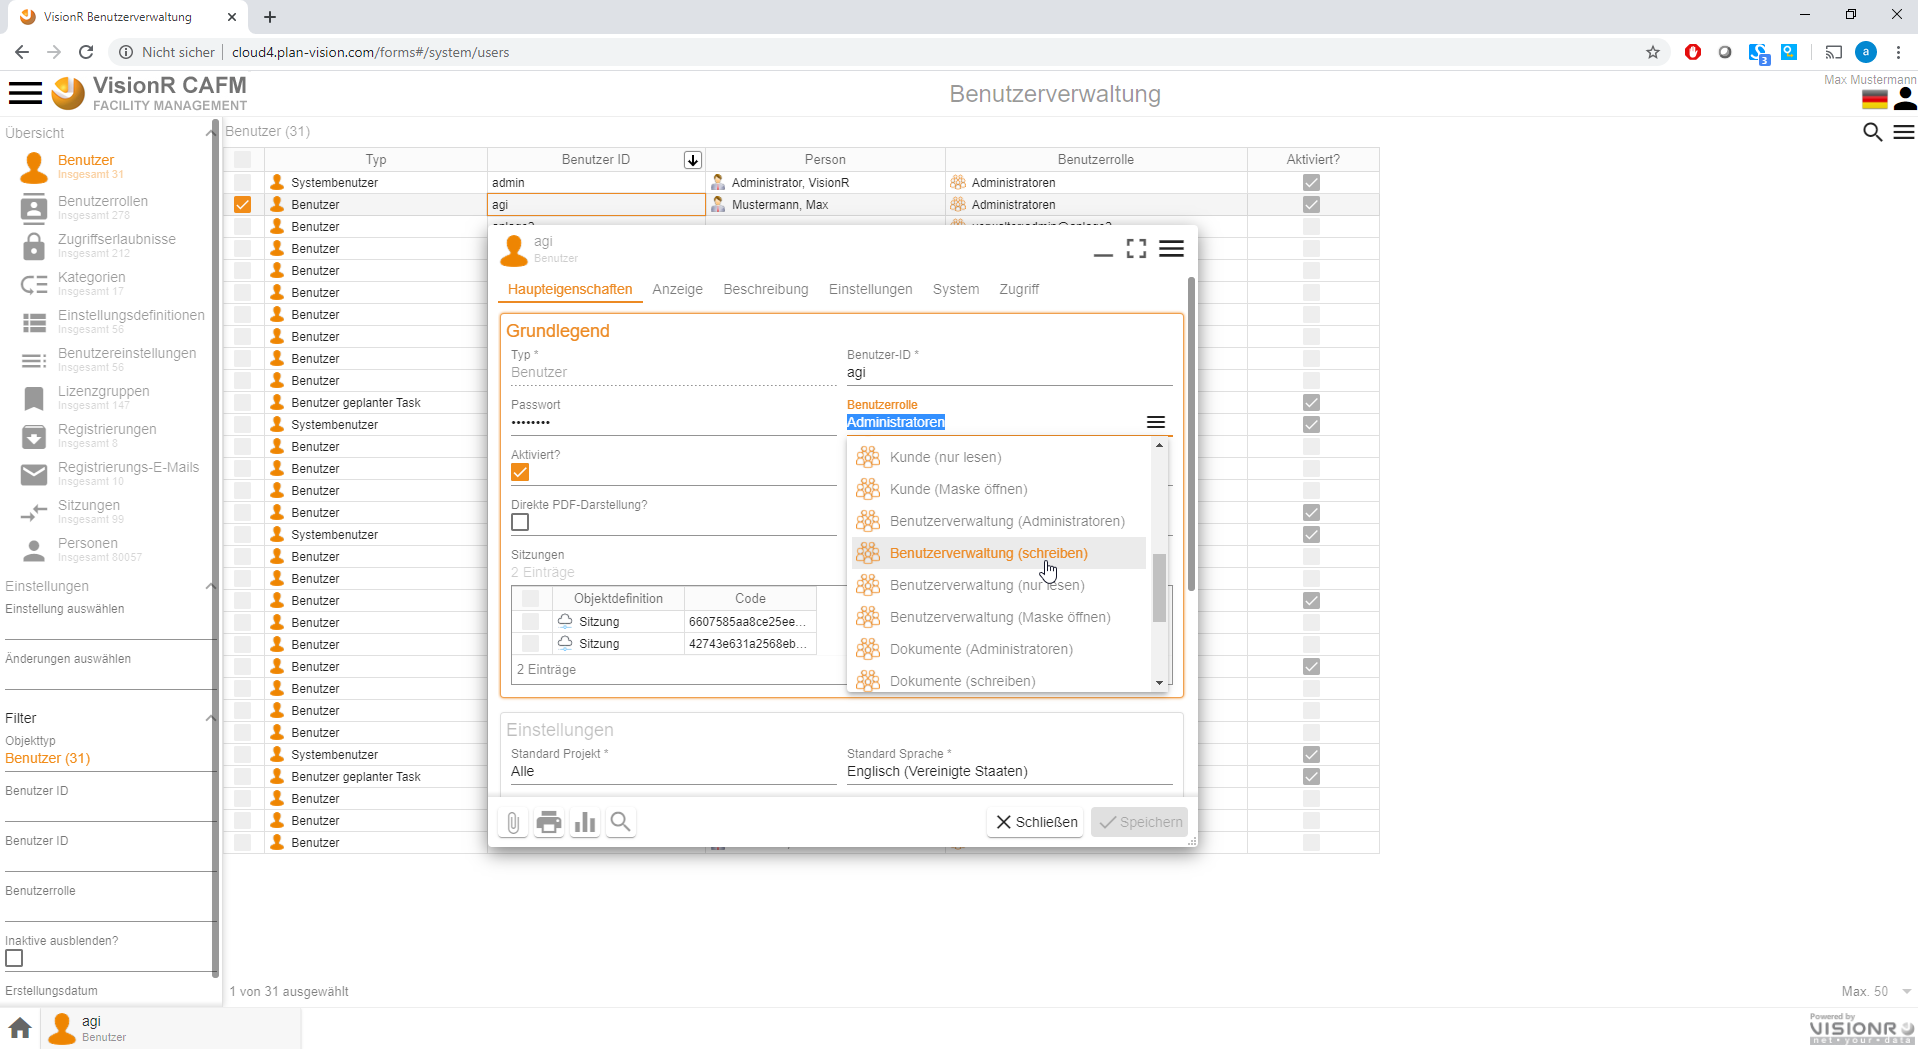 VisionR Benutzerverwaltung
Nicht sicher
cloud4.plan-vision.com/forms#/system/users
3
a
VisionR CAFM
FACILITY MANAGEMENT
Benutzerverwaltung
Max Mustermann
Übersicht
Benutzer
Insgesamt 31
Benutzerrollen
Insgesamt 278
Zugriffserlaubnisse
Insgesamt 212
Kategorien
Insgesamt 17
Einstellungsdefinitionen
Insgesamt 56
Benutzereinstellungen
Insgesamt 56
Lizenzgruppen
Insgesamt 147
Registrierungen
Insgesamt 8
Registrierungs-E-Mails
Insgesamt 10
Sitzungen
Insgesamt 99
Personen
Insgesamt 80057
Einstellungen
Einstellung auswählen
Änderungen auswählen
Filter
Objekttyp
Benutzer (31)
Benutzer ID
Benutzer ID
Benutzerrolle
Inaktive ausblenden?
Erstellungsdatum
Benutzer (31)
Typ Benutzer ID Person Benutzerrolle Aktiviert?
Systembenutzer admin Administrator, VisionR Administratoren
Benutzer agi Mustermann, Max Administratoren
Benutzer
Benutzer
Benutzer
Benutzer
Benutzer
Benutzer
Benutzer
Benutzer
Benutzer geplanter Task
Systembenutzer
Benutzer
Benutzer
Benutzer
Benutzer
Systembenutzer
Benutzer
Benutzer
Benutzer
Benutzer
Benutzer
Benutzer
Benutzer
Benutzer
Benutzer
Systembenutzer
Benutzer geplanter Task
Benutzer
Benutzer
Benutzer
agi
Benutzer
Haupteigenschaften Anzeige Beschreibung Einstellungen System Zugriff
Grundlegend
Typ * Benutzer-ID *
Benutzer agi
Passwort Benutzerrolle
•••••••• Administratoren
Aktiviert?
Direkte PDF-Darstellung?
Sitzungen
2 Einträge
Objektdefinition Code
Sitzung 6607585aa8ce25ee...
Sitzung 42743e631a2568eb...
2 Einträge
Kunde (nur lesen)
Kunde (Maske öffnen)
Benutzerverwaltung (Administratoren)
Benutzerverwaltung (schreiben)
Benutzerverwaltung (nur lesen)
Benutzerverwaltung (Maske öffnen)
Dokumente (Administratoren)
Dokumente (schreiben)
Einstellungen
Standard Projekt * Standard Sprache *
Alle Englisch (Vereinigte Staaten)
Schließen Speichern
1 von 31 ausgewählt
Max. 50
agi
Benutzer
Powered by
VISIONR
net • your • data